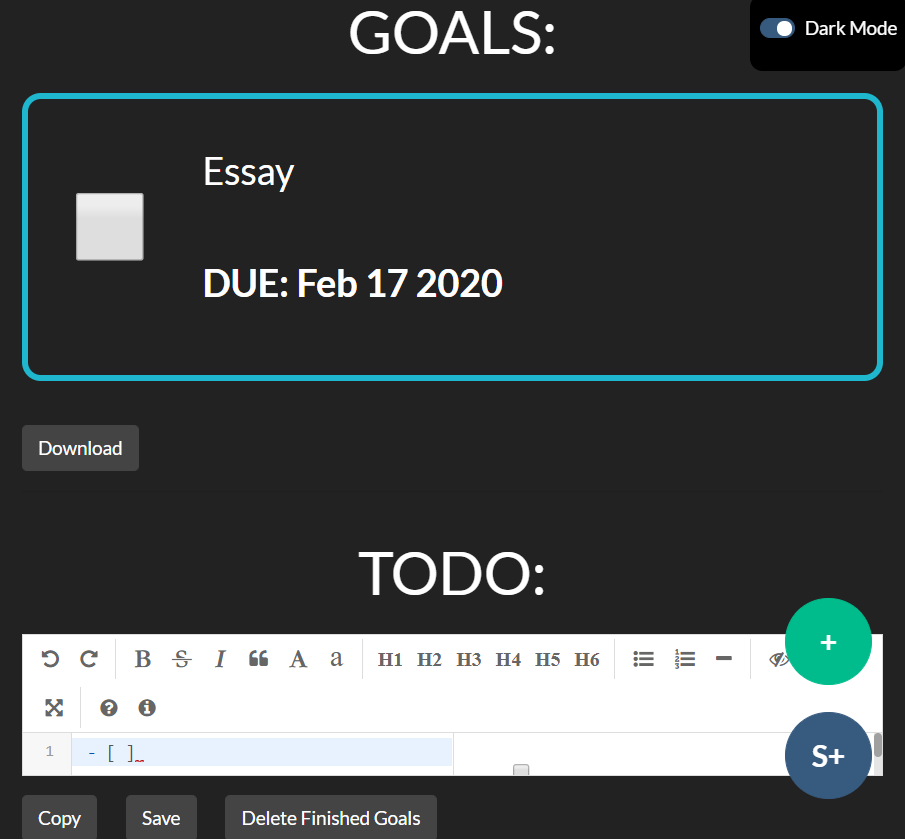 GOALS:
Dark Mode
Essay
DUE: Feb 17 2020
Download
TODO:
+
B S I “ A a H1 H2 H3 H4 H5 H6
? i
1 - [ ]
S+
Copy Save Delete Finished Goals